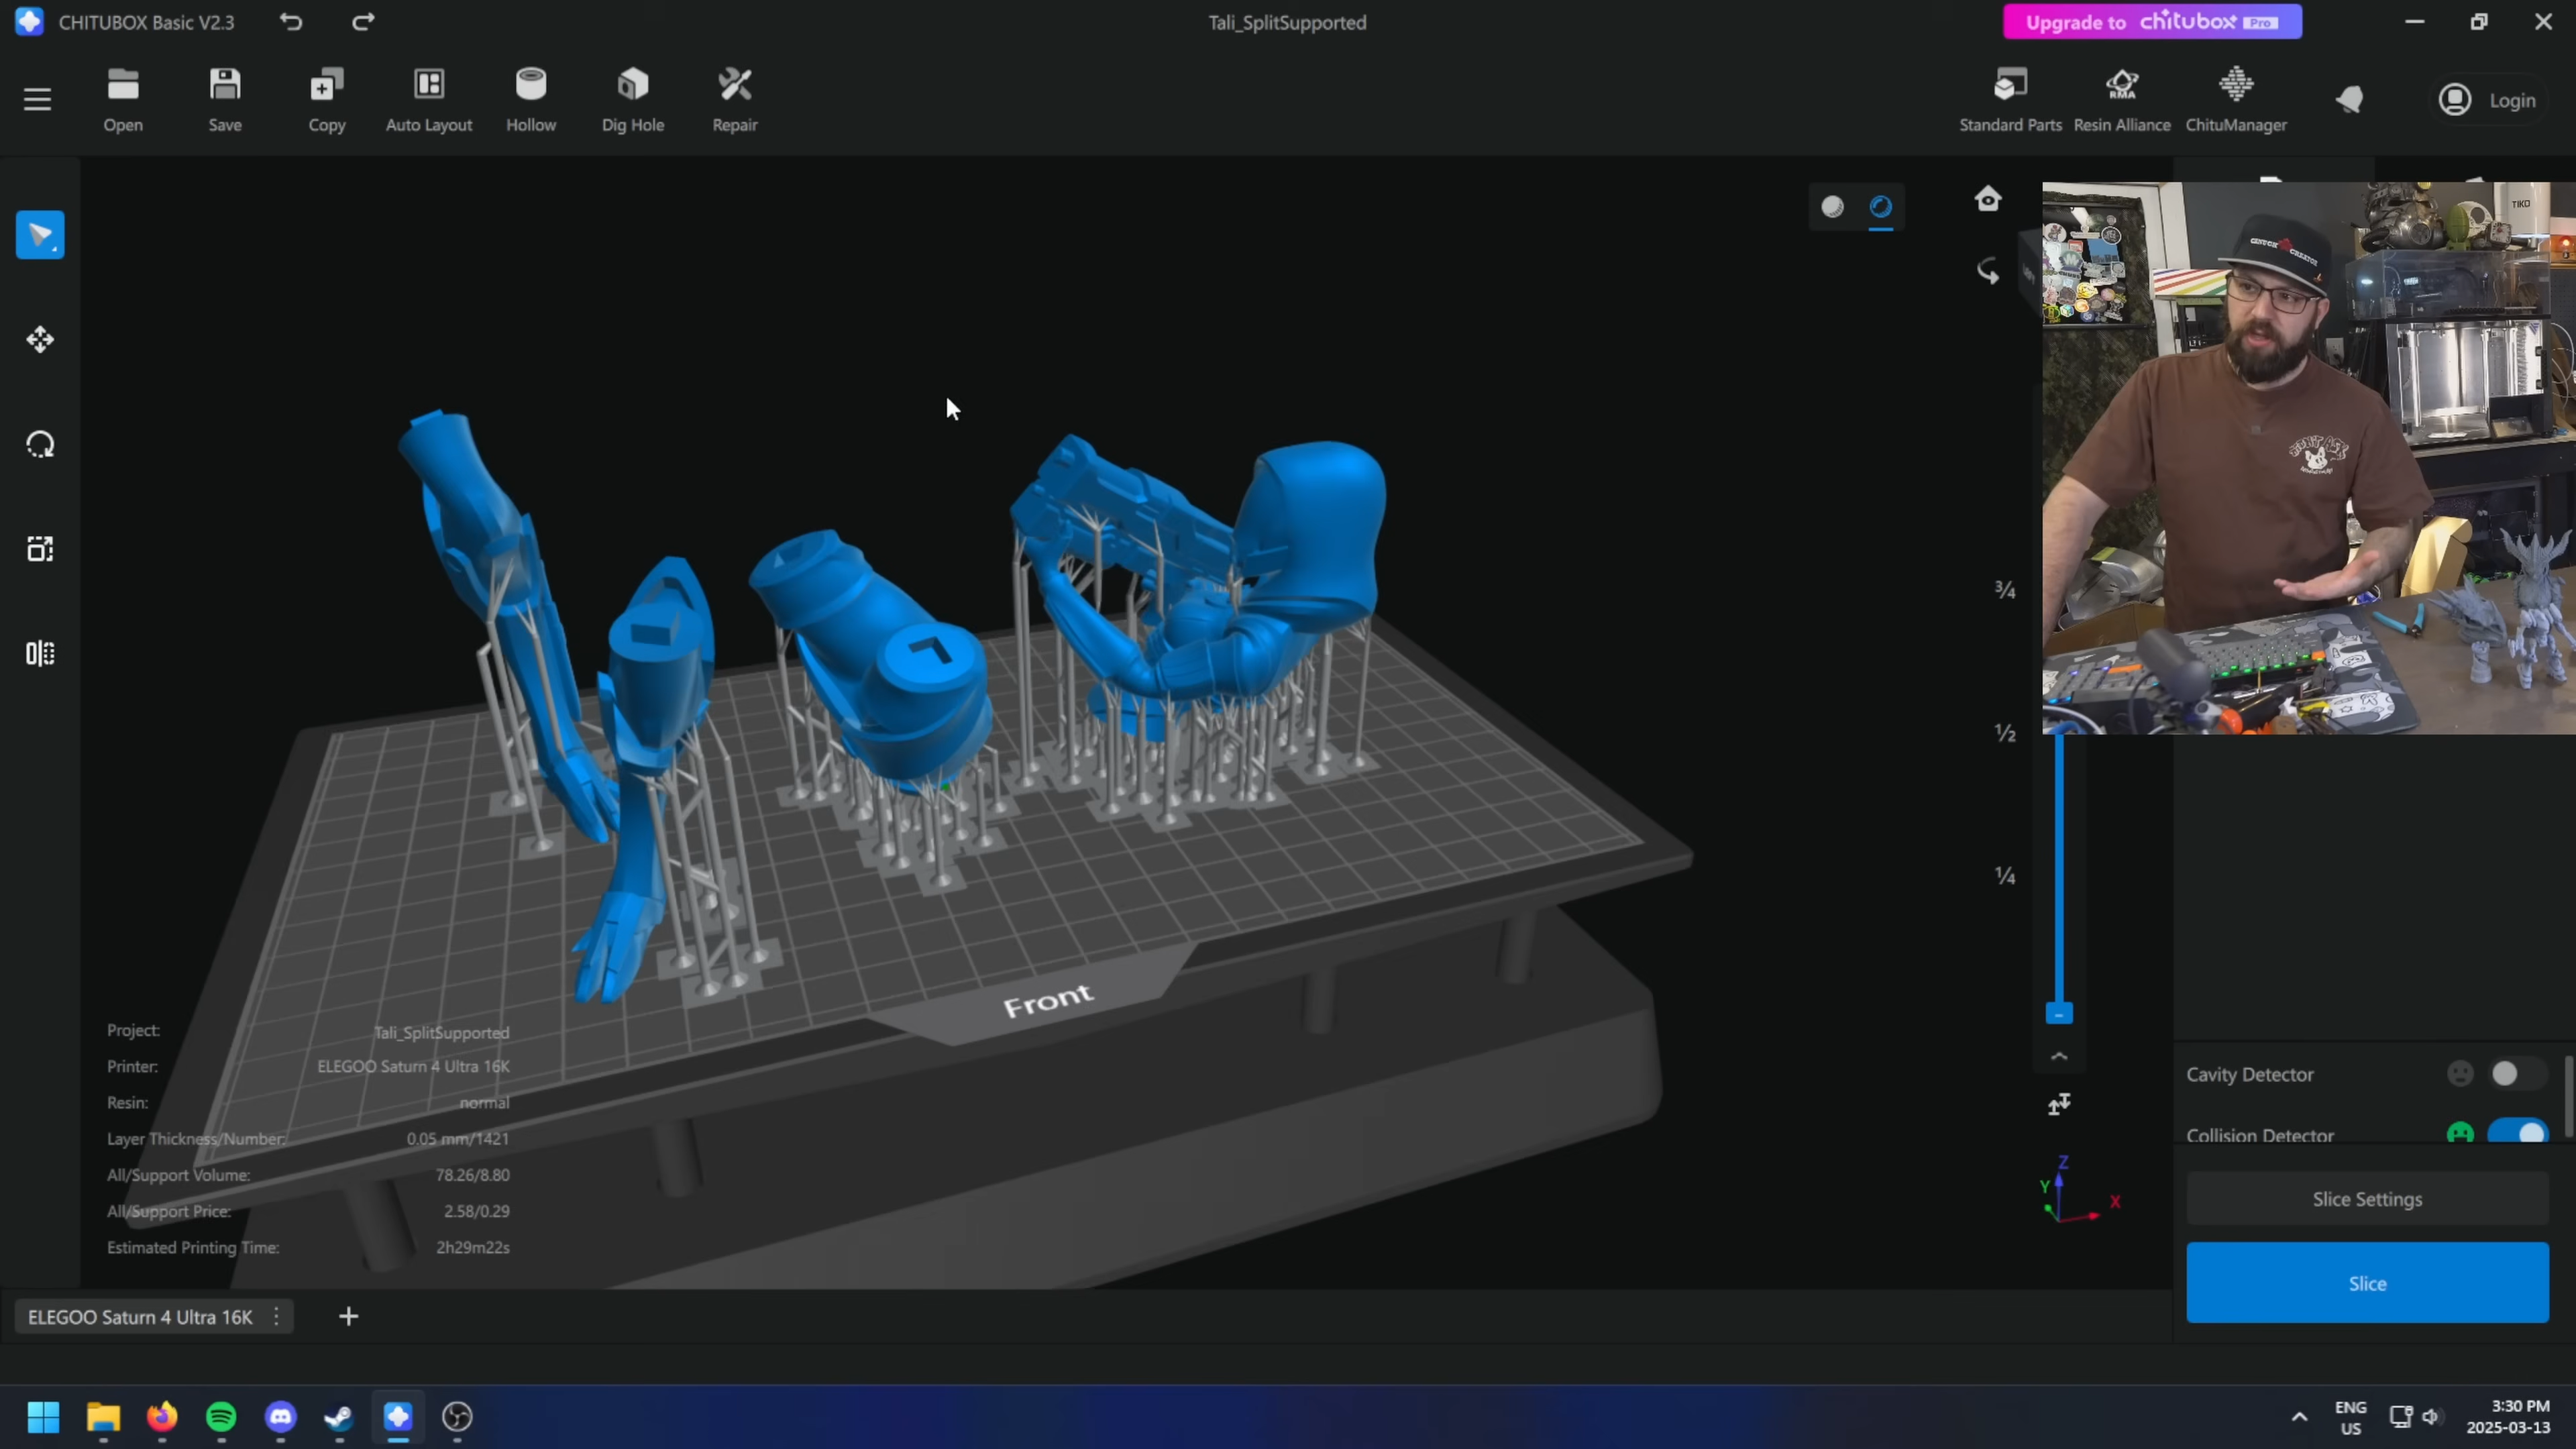 CHITUBOX Basic V2.3
Tali_SplitSupported
Upgrade to chitubox Pro
Open
Save
Copy
Auto Layout
Hollow
Dig Hole
Repair
Standard Parts
Resin Alliance
RMA
ChituManager
Login
TIKO
¾
½
¼
Front
Project: Tali_SplitSupported
Printer: ELEGOO Saturn 4 Ultra 16K
Resin: normal
Layer Thickness/Number: 0.05 mm/1421
All/Support Volume: 78.26/8.80
All/Support Price: 2.58/0.29
Estimated Printing Time: 2h29m22s
Z
Y
X
Cavity Detector
Collision Detector
Slice Settings
Slice
ELEGOO Saturn 4 Ultra 16K
ENG
US
3:30 PM
2025-03-13